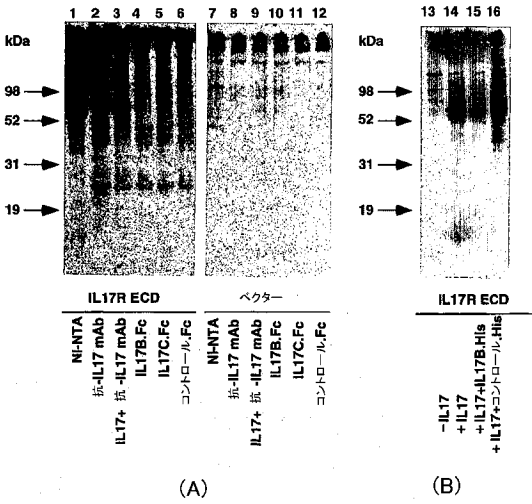 1 2 3 4 5 6 7 8 9 10 11 12
kDa
98
52
31
19
IL17R ECD
ベクター
Ni-NTA
抗-IL17 mAb
IL17+ 抗 -IL17 mAb
IL17B.Fc
IL17C.Fc
コントロール.Fc
Ni-NTA
抗-IL17 mAb
IL17+ 抗 -IL17 mAb
IL17B.Fc
IL17C.Fc
コントロール.Fc
(A)
13 14 15 16
kDa
98
52
31
19
IL17R ECD
-IL17
+IL17
+IL17+IL17B.His
+IL17+コントロール.His
(B)